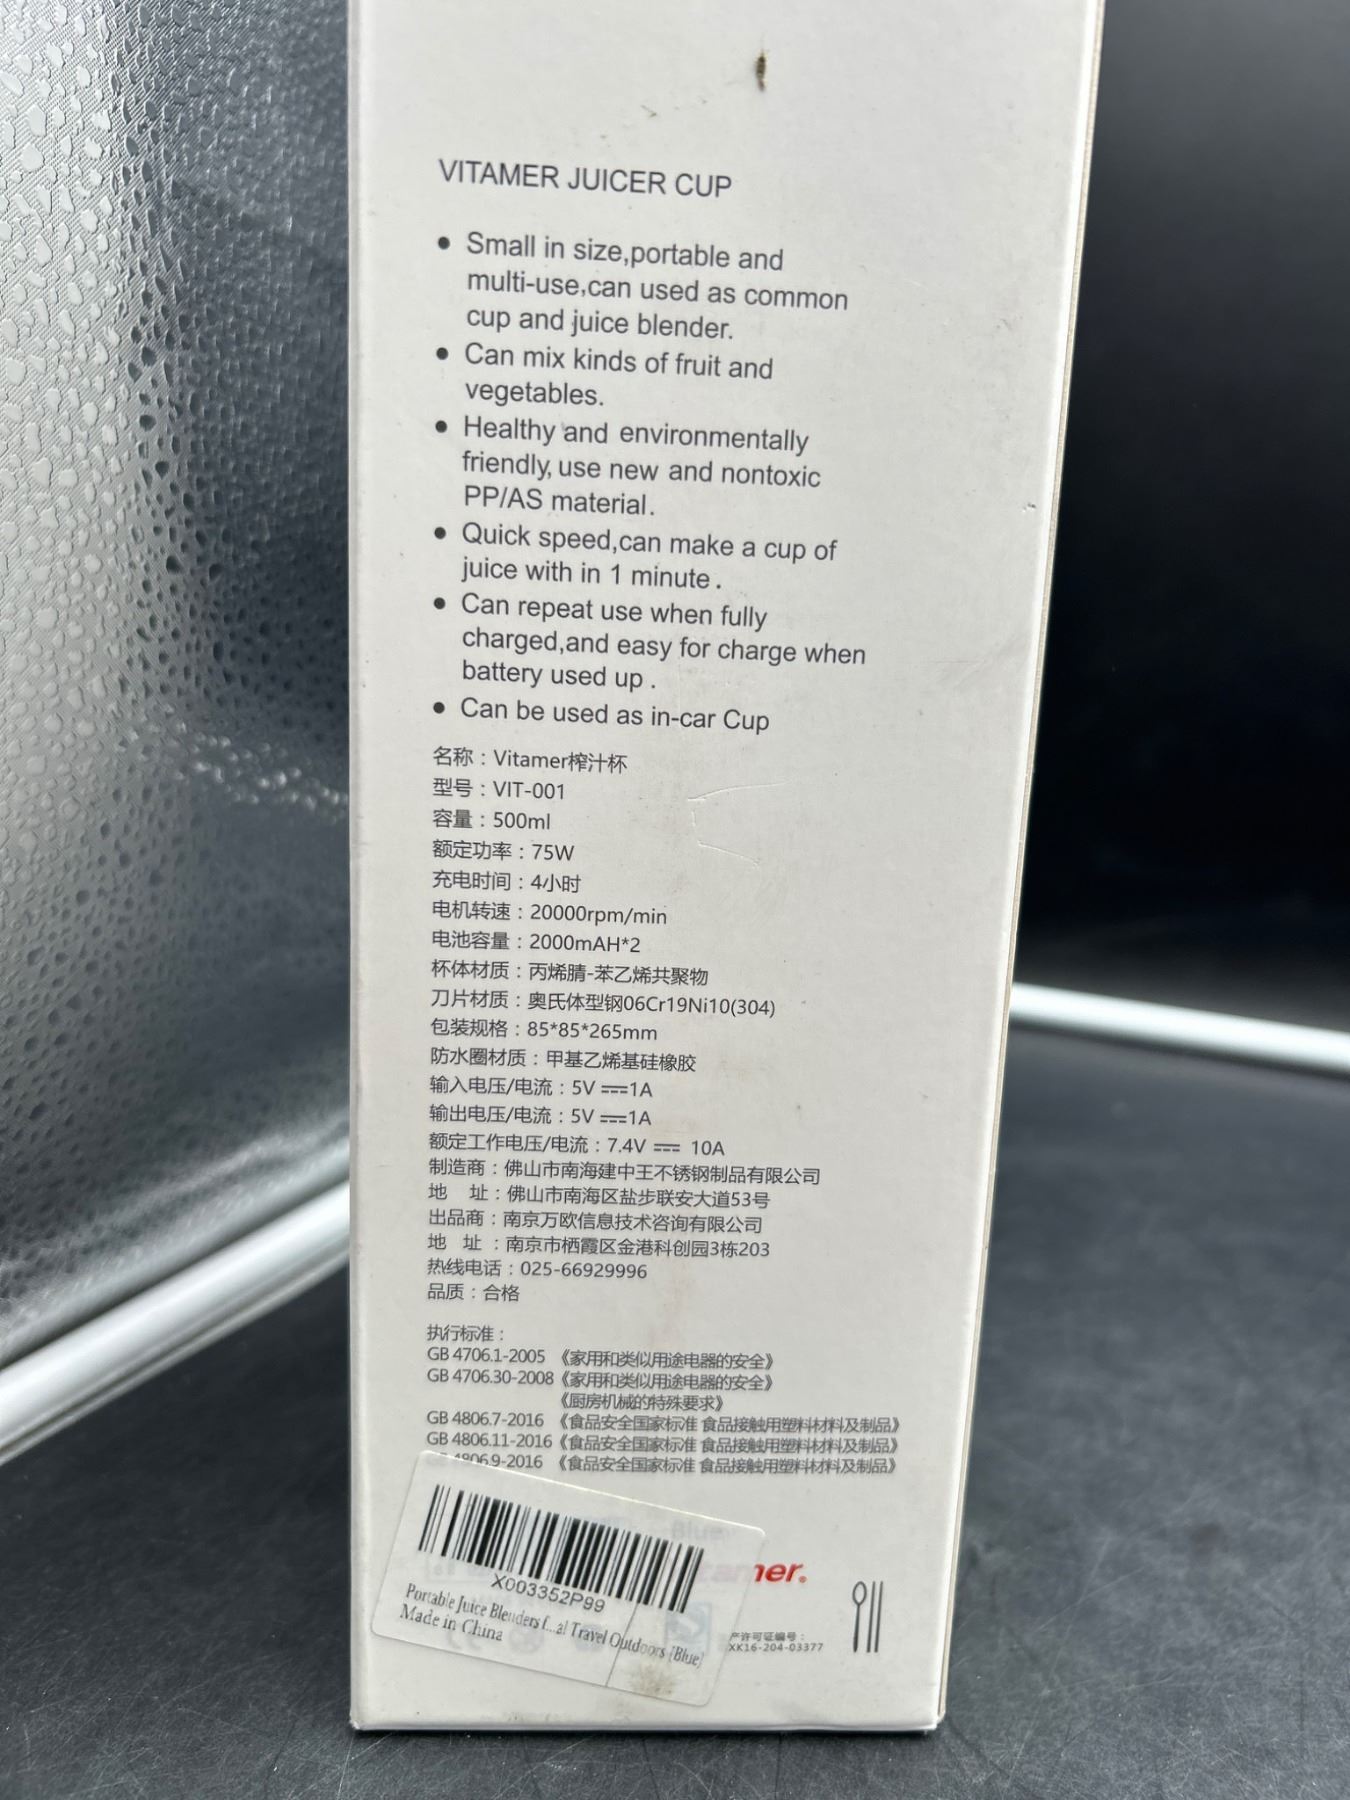 VITAMER JUICER CUP
● Small in size,portable and
multi-use,can used as common
cup and juice blender.
● Can mix kinds of fruit and
vegetables.
● Healthy and environmentally
friendly, use new and nontoxic
PP/AS material.
● Quick speed,can make a cup of
juice with in 1 minute .
● Can repeat use when fully
charged,and easy for charge when
battery used up .
● Can be used as in-car Cup
名称：Vitamer榨汁杯
型号：VIT-001
容量：500ml
额定功率：75W
充电时间：4小时
电机转速：20000rpm/min
电池容量：2000mAH*2
杯体材质：丙烯腈-苯乙烯共聚物
刀片材质：奥氏体型钢06Cr19Ni10(304)
包装规格：85*85*265mm
防水圈材质：甲基乙烯基硅橡胶
输入电压/电流：5V ⎓1A
输出电压/电流：5V ⎓1A
额定工作电压/电流：7.4V ⎓ 10A
制造商：佛山市南海建中王不锈钢制品有限公司
地 址：佛山市南海区盐步联安大道53号
出品商：南京万欧信息技术咨询有限公司
地 址：南京市栖霞区金港科创园3栋203
热线电话：025-66929996
品质：合格
执行标准：
GB 4706.1-2005 《家用和类似用途电器的安全》
GB 4706.30-2008《家用和类似用途电器的安全》
《厨房机械的特殊要求》
GB 4806.7-2016 《食品安全国家标准 食品接触用塑料材料及制品》
GB 4806.11-2016《食品安全国家标准 食品接触用塑料材料及制品》
GB 4806.9-2016 《食品安全国家标准 食品接触用塑料材料及制品》
Blue
tamer.
X003352P99
Portable Juice Blenders f...al Travel Outdoors [Blue]
Made in China
产许可证编号：
XK16-204-03377